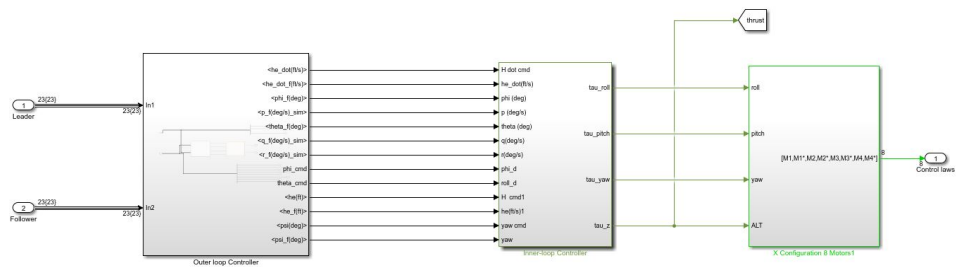 thrust
23{23}
1
Leader
23{23}
In1
23{23}
2
Follower
23{23}
In2
<he_dot(ft/s)>
<he_dot_f(ft/s)>
<phi_f(deg)>
<p_f(deg/s)_sim>
<theta_f(deg)>
<q_f(deg/s)_sim>
<r_f(deg/s)_sim>
phi_cmd
theta_cmd
<he(ft)>
<he_f(ft)>
<psi(deg)>
<psi_f(deg)>
Outer loop Controller
H dot cmd
he_dot(ft/s)
phi (deg)
p (deg/s)
theta (deg)
q(deg/s)
r(deg/s)
phi_d
roll_d
H cmd1
he(ft/s)1
yaw cmd
yaw
tau_roll
tau_pitch
tau_yaw
tau_z
Inner-loop Controller
roll
pitch
yaw
ALT
[M1,M1*,M2,M2*,M3,M3*,M4,M4*]
X Configuration 8 Motors1
8
8
1
Control laws